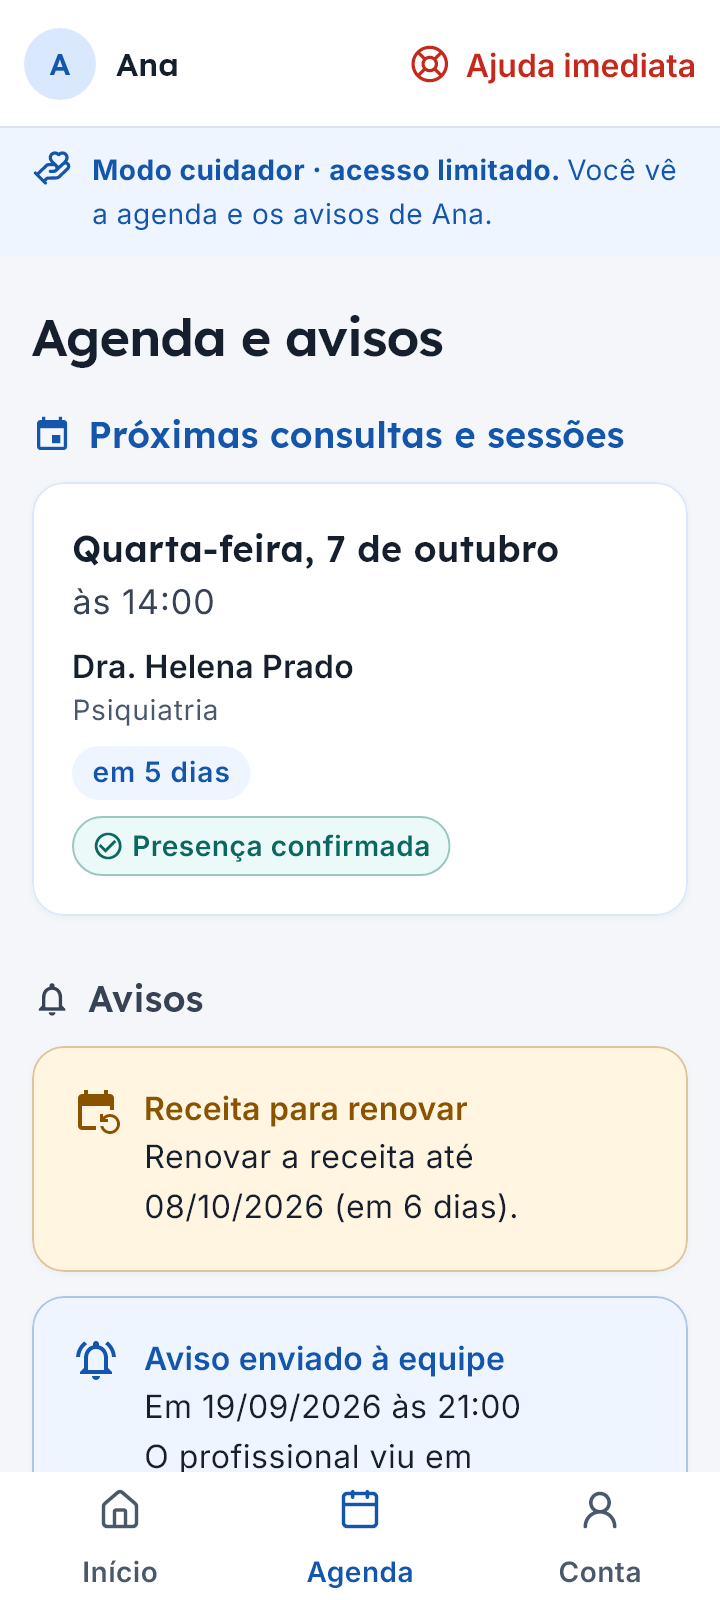 A
Ana
Ajuda imediata
Modo cuidador · acesso limitado. Você vê
a agenda e os avisos de Ana.
Agenda e avisos
Próximas consultas e sessões
Quarta-feira, 7 de outubro
às 14:00
Dra. Helena Prado
Psiquiatria
em 5 dias
Presença confirmada
Avisos
Receita para renovar
Renovar a receita até
08/10/2026 (em 6 dias).
Aviso enviado à equipe
Em 19/09/2026 às 21:00
O profissional viu em
Início
Agenda
Conta